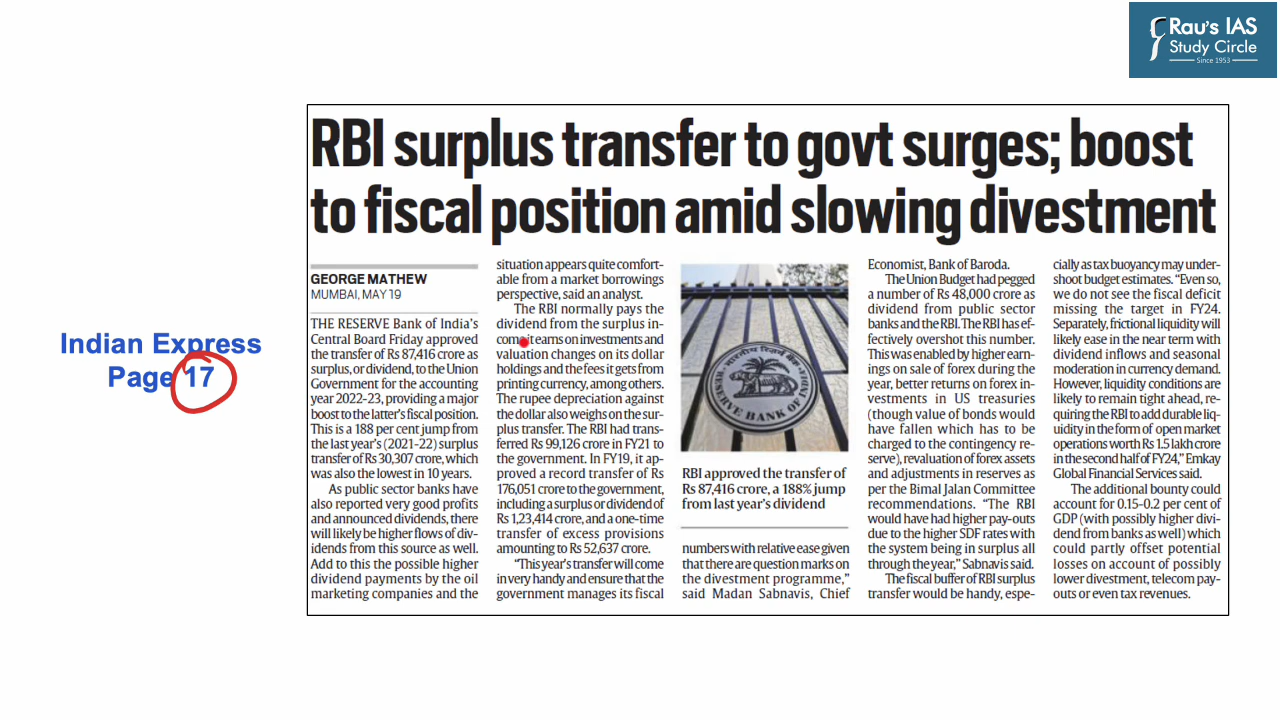 Rau's IAS
Study Circle
Since 1953
Indian Express
Page 17
RBI surplus transfer to govt surges; boost
to fiscal position amid slowing divestment
GEORGE MATHEW
MUMBAI, MAY 19
THE RESERVE Bank of India's
Central Board Friday approved
the transfer of Rs 87,416 crore as
surplus, or dividend, to the Union
Government for the accounting
year 2022-23, providing a major
boost to the latter's fiscal position.
This is a 188 per cent jump from
the last year's (2021-22) surplus
transfer of Rs 30,307 crore, which
was also the lowest in 10 years.
As public sector banks have
also reported very good profits
and announced dividends, there
will likely be higher flows of div-
idends from this source as well.
Add to this the possible higher
dividend payments by the oil
marketing companies and the
situation appears quite comfort-
able from a market borrowings
perspective, said an analyst.
The RBI normally pays the
dividend from the surplus in-
come it earns on investments and
valuation changes on its dollar
holdings and the fees it gets from
printing currency, among others.
The rupee depreciation against
the dollar also weighs on the sur-
plus transfer. The RBI had trans-
ferred Rs 99,126 crore in FY21 to
the government. In FY19, it ap-
proved a record transfer of Rs
176,051 crore to the government,
including a surplus or dividend of
Rs 1,23,414 crore, and a one-time
transfer of excess provisions
amounting to Rs 52,637 crore.
"This year's transfer will come
in very handy and ensure that the
government manages its fiscal
भारतीय रिज़र्व बैंक
RESERVE BANK OF INDIA
RBI approved the transfer of
Rs 87,416 crore, a 188% jump
from last year's dividend
numbers with relative ease given
that there are question marks on
the divestment programme,"
said Madan Sabnavis, Chief
Economist, Bank of Baroda.
The Union Budget had pegged
a number of Rs 48,000 crore as
dividend from public sector
banks and the RBI. The RBI has ef-
fectively overshot this number.
This was enabled by higher earn-
ings on sale of forex during the
year, better returns on forex in-
vestments in US treasuries
(though value of bonds would
have fallen which has to be
charged to the contingency re-
serve), revaluation of forex assets
and adjustments in reserves as
per the Bimal Jalan Committee
recommendations. "The RBI
would have had higher pay-outs
due to the higher SDF rates with
the system being in surplus all
through the year," Sabnavis said.
The fiscal buffer of RBI surplus
transfer would be handy, espe-
cially as tax buoyancy may under-
shoot budget estimates. "Even so,
we do not see the fiscal deficit
missing the target in FY24.
Separately, frictional liquidity will
likely ease in the near term with
dividend inflows and seasonal
moderation in currency demand.
However, liquidity conditions are
likely to remain tight ahead, re-
quiring the RBI to add durable liq-
uidity in the form of open market
operations worth Rs 1.5 lakh crore
in the second half of FY24," Emkay
Global Financial Services said.
The additional bounty could
account for 0.15-0.2 per cent of
GDP (with possibly higher divi-
dend from banks as well) which
could partly offset potential
losses on account of possibly
lower divestment, telecom pay-
outs or even tax revenues.